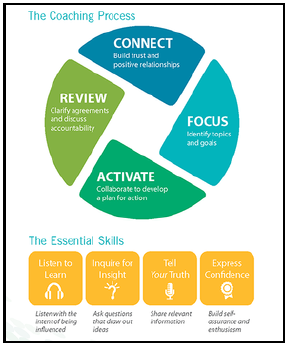 The Coaching Process
CONNECT
Build trust and
positive relationships
REVIEW
Clarify agreements
and discuss
accountability
FOCUS
Identify topics
and goals
ACTIVATE
Collaborate to develop
a plan for action
The Essential Skills
Listen to
Learn
Inquire for
Insight
Tell
Your Truth
Express
Confidence
Listen with the
intent of being
influenced
Ask questions
that draw out
ideas
Share relevant
information
Build self-
assurance and
enthusiasm